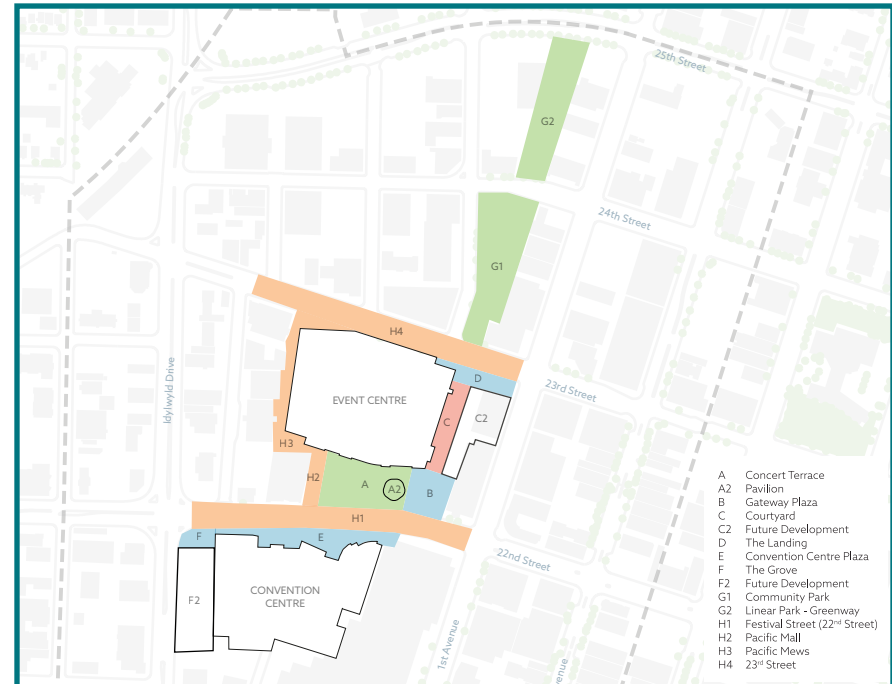 25th Street
G2
24th Street
G1
H4
Idylwyld Drive
D
23rd Street
EVENT CENTRE
C2
C
H3
H2
A
A2
B
H1
F
E
22nd Street
CONVENTION
CENTRE
F2
1st Avenue
venue
A Concert Terrace
A2 Pavilion
B Gateway Plaza
C Courtyard
C2 Future Development
D The Landing
E Convention Centre Plaza
F The Grove
F2 Future Development
G1 Community Park
G2 Linear Park - Greenway
H1 Festival Street (22nd Street)
H2 Pacific Mall
H3 Pacific Mews
H4 23rd Street